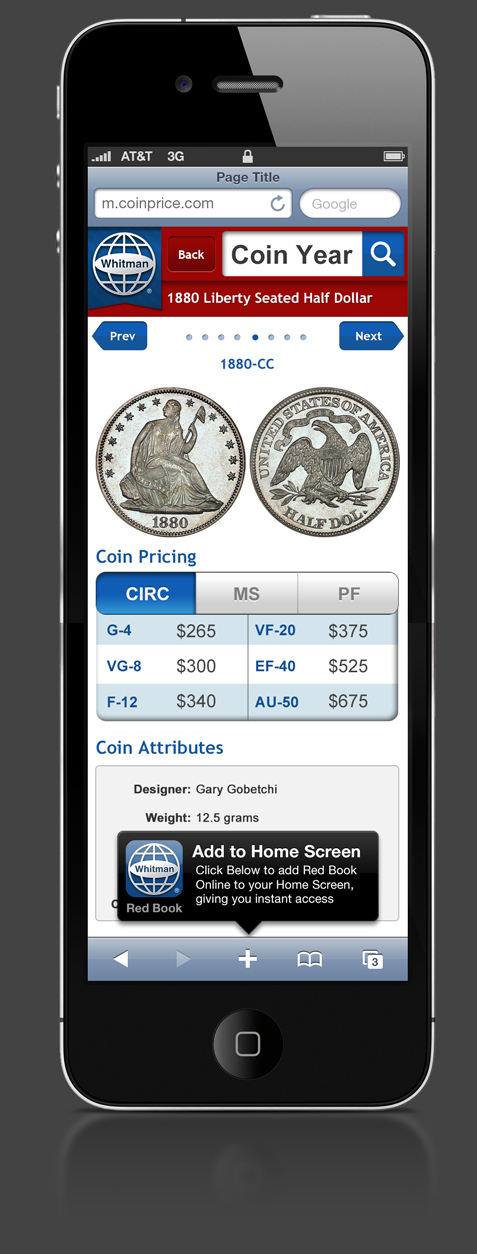 AT&T 3G
Page Title
m.coinprice.com Google
Whitman
Back Coin Year
1880 Liberty Seated Half Dollar
Prev Next
1880-CC
1880
UNITED STATES OF AMERICA
HALF DOL.
Coin Pricing
CIRC MS PF
G-4 $265 VF-20 $375
VG-8 $300 EF-40 $525
F-12 $340 AU-50 $675
Coin Attributes
Designer: Gary Gobetchi
Weight: 12.5 grams
Whitman
Red Book
Add to Home Screen
Click Below to add Red Book
Online to your Home Screen,
giving you instant access
3